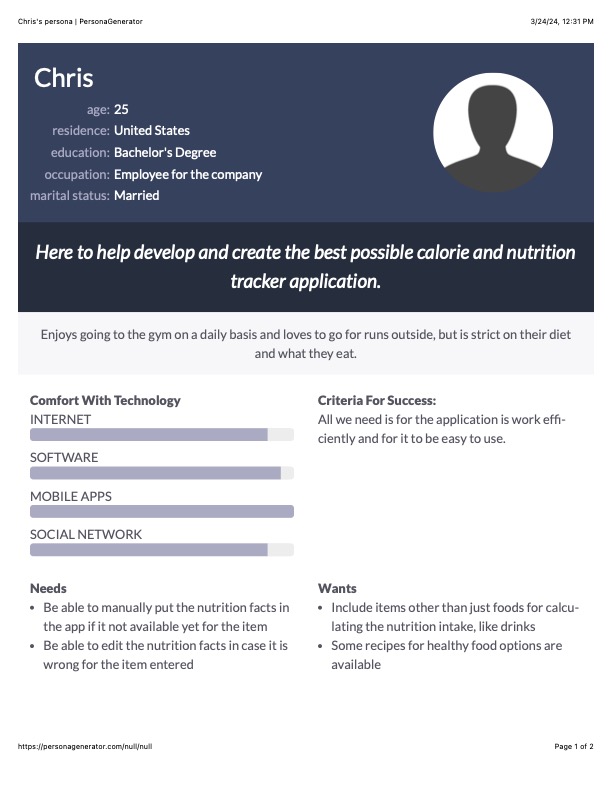 Chris's persona | PersonaGenerator
3/24/24, 12:31 PM
Chris
age: 25
residence: United States
education: Bachelor's Degree
occupation: Employee for the company
marital status: Married
Here to help develop and create the best possible calorie and nutrition
tracker application.
Enjoys going to the gym on a daily basis and loves to go for runs outside, but is strict on their diet
and what they eat.
Comfort With Technology
INTERNET
SOFTWARE
MOBILE APPS
SOCIAL NETWORK
Criteria For Success:
All we need is for the application is work effi-
ciently and for it to be easy to use.
Needs
• Be able to manually put the nutrition facts in
the app if it not available yet for the item
• Be able to edit the nutrition facts in case it is
wrong for the item entered
Wants
• Include items other than just foods for calcu-
lating the nutrition intake, like drinks
• Some recipes for healthy food options are
available
https://personagenerator.com/null/null
Page 1 of 2